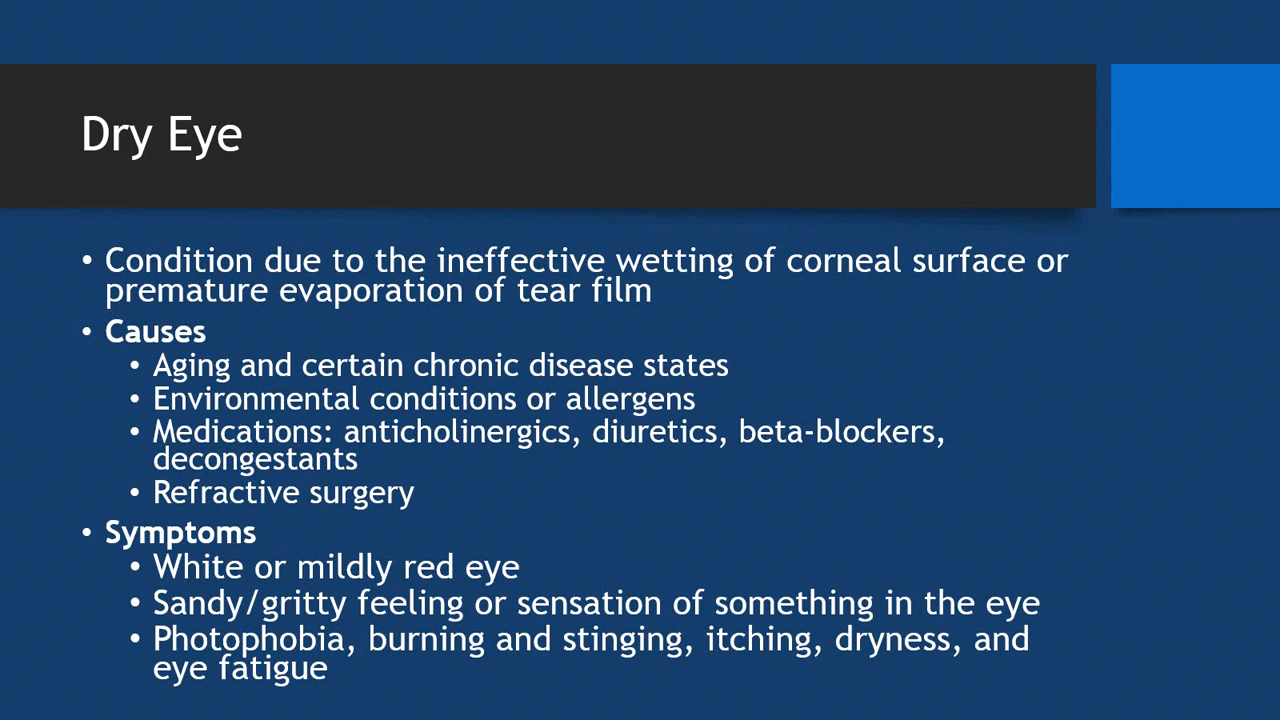 Dry Eye
• Condition due to the ineffective wetting of corneal surface or
premature evaporation of tear film
• Causes
• Aging and certain chronic disease states
• Environmental conditions or allergens
• Medications: anticholinergics, diuretics, beta-blockers,
decongestants
• Refractive surgery
• Symptoms
• White or mildly red eye
• Sandy/gritty feeling or sensation of something in the eye
• Photophobia, burning and stinging, itching, dryness, and
eye fatigue